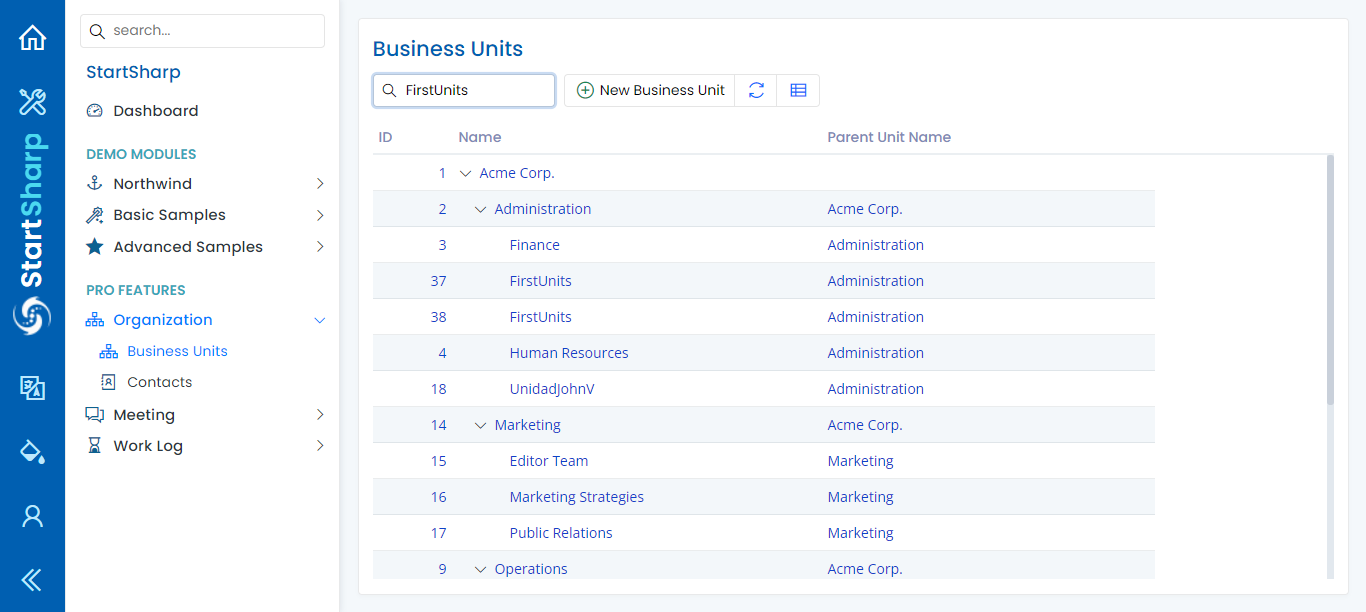 search...
StartSharp
Dashboard
DEMO MODULES
Northwind
Basic Samples
Advanced Samples
PRO FEATURES
Organization
Business Units
Contacts
Meeting
Work Log
StartSharp
Business Units
FirstUnits
New Business Unit
ID Name Parent Unit Name
1 Acme Corp.
2 Administration Acme Corp.
3 Finance Administration
37 FirstUnits Administration
38 FirstUnits Administration
4 Human Resources Administration
18 UnidadJohnV Administration
14 Marketing Acme Corp.
15 Editor Team Marketing
16 Marketing Strategies Marketing
17 Public Relations Marketing
9 Operations Acme Corp.